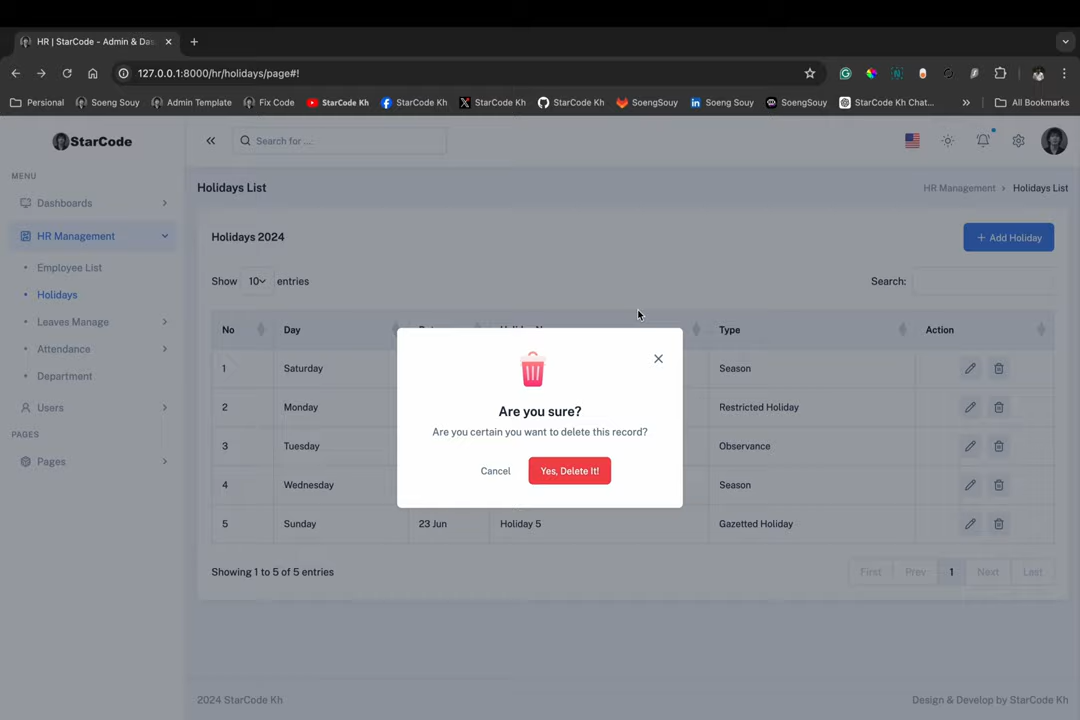 HR | StarCode - Admin & Das
127.0.0.1:8000/hr/holidays/page#!
Personal Soeng Souy Admin Template Fix Code StarCode Kh StarCode Kh StarCode Kh StarCode Kh SoengSouy Soeng Souy SoengSouy StarCode Kh Chat... » All Bookmarks
StarCode
Search for ...
MENU
Holidays List
HR Management > Holidays List
Dashboards
HR Management
Holidays 2024
+ Add Holiday
Employee List
Show 10 entries
Search:
Holidays
Leaves Manage
No Day Type Action
Attendance
1 Saturday Season
Department
2 Monday Restricted Holiday
Users
Are you sure?
PAGES
Are you certain you want to delete this record?
3 Tuesday Observance
Pages
Cancel Yes, Delete It!
4 Wednesday Season
5 Sunday 23 Jun Holiday 5 Gazetted Holiday
Showing 1 to 5 of 5 entries
First Prev 1 Next Last
2024 StarCode Kh
Design & Develop by StarCode Kh